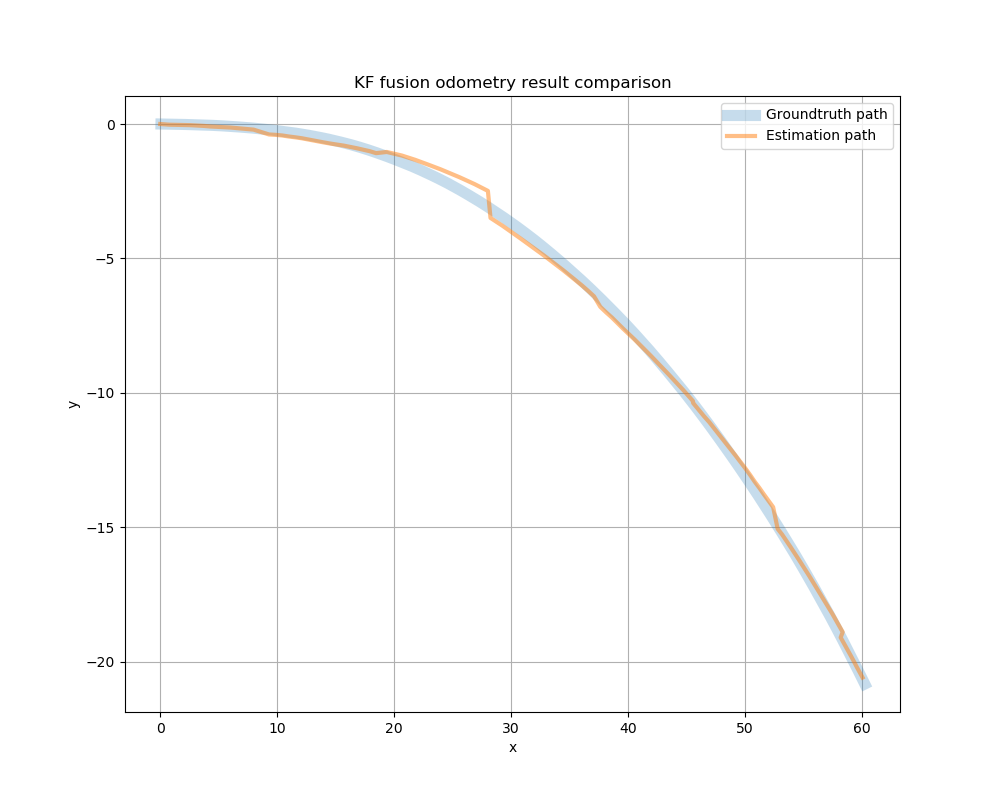 KF fusion odometry result comparison
Groundtruth path
Estimation path
0
−5
−10
−15
−20
y
0 10 20 30 40 50 60
x